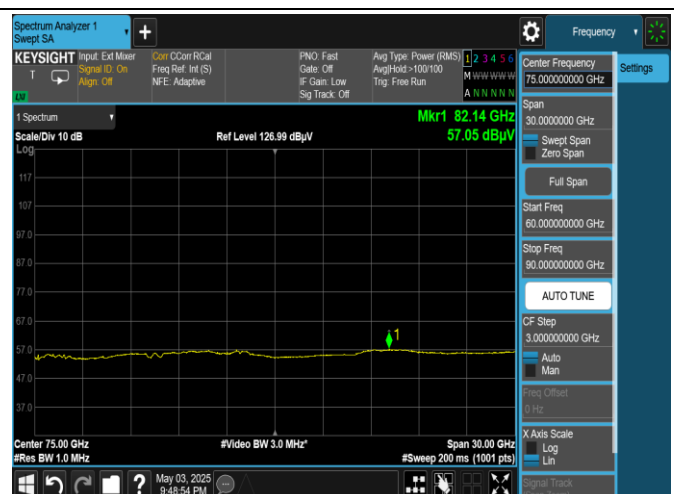 Spectrum Analyzer 1
Swept SA
+
Frequency
KEYSIGHT
T
LW
Input: Ext Mixer
Signal ID: On
Align: Off
Corr CCorr RCal
Freq Ref: Int (S)
NFE: Adaptive
PNO: Fast
Gate: Off
IF Gain: Low
Sig Track: Off
Avg Type: Power (RMS)
Avg|Hold:>100/100
Trig: Free Run
1 2 3 4 5 6
M W W W W W
A N N N N N
1 Spectrum
Scale/Div 10 dB
Log
Ref Level 126.99 dBµV
Mkr1 82.14 GHz
57.05 dBµV
117
107
97.0
87.0
77.0
67.0
57.0
47.0
37.0
1
Center 75.00 GHz
#Res BW 1.0 MHz
#Video BW 3.0 MHz*
Span 30.00 GHz
#Sweep 200 ms (1001 pts)
May 03, 2025
9:48:54 PM
?
Center Frequency
75.000000000 GHz
Span
30.0000000 GHz
Swept Span
Zero Span
Full Span
Start Freq
60.000000000 GHz
Stop Freq
90.000000000 GHz
AUTO TUNE
CF Step
3.000000000 GHz
Auto
Man
Freq Offset
0 Hz
X Axis Scale
Log
Lin
Signal Track
Settings